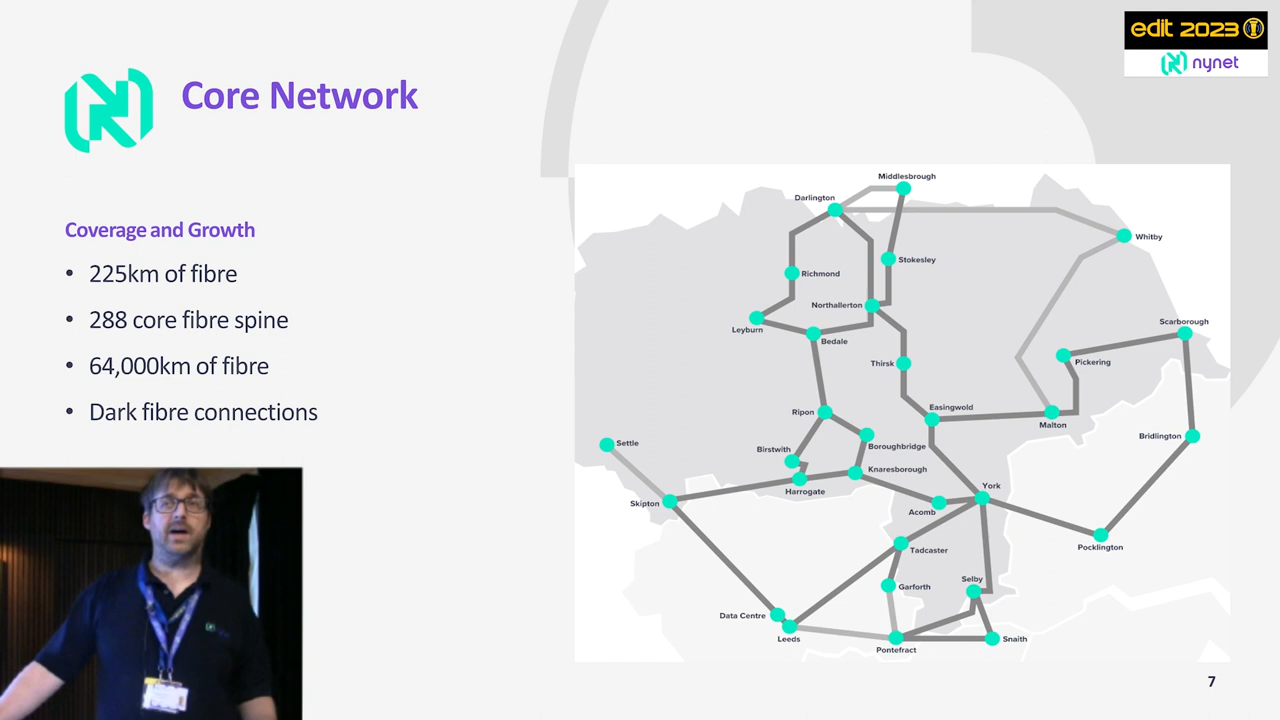 edit 2023
nynet
Core Network
Coverage and Growth
• 225km of fibre
• 288 core fibre spine
• 64,000km of fibre
• Dark fibre connections
Middlesbrough
Darlington
Whitby
Richmond
Stokesley
Northallerton
Leyburn
Bedale
Scarborough
Thirsk
Pickering
Ripon
Easingwold
Malton
Settle
Birstwith
Boroughbridge
Bridlington
Harrogate
Knaresborough
Skipton
York
Acomb
Pocklington
Tadcaster
Garforth
Selby
Data Centre
Leeds
Pontefract
Snaith
7